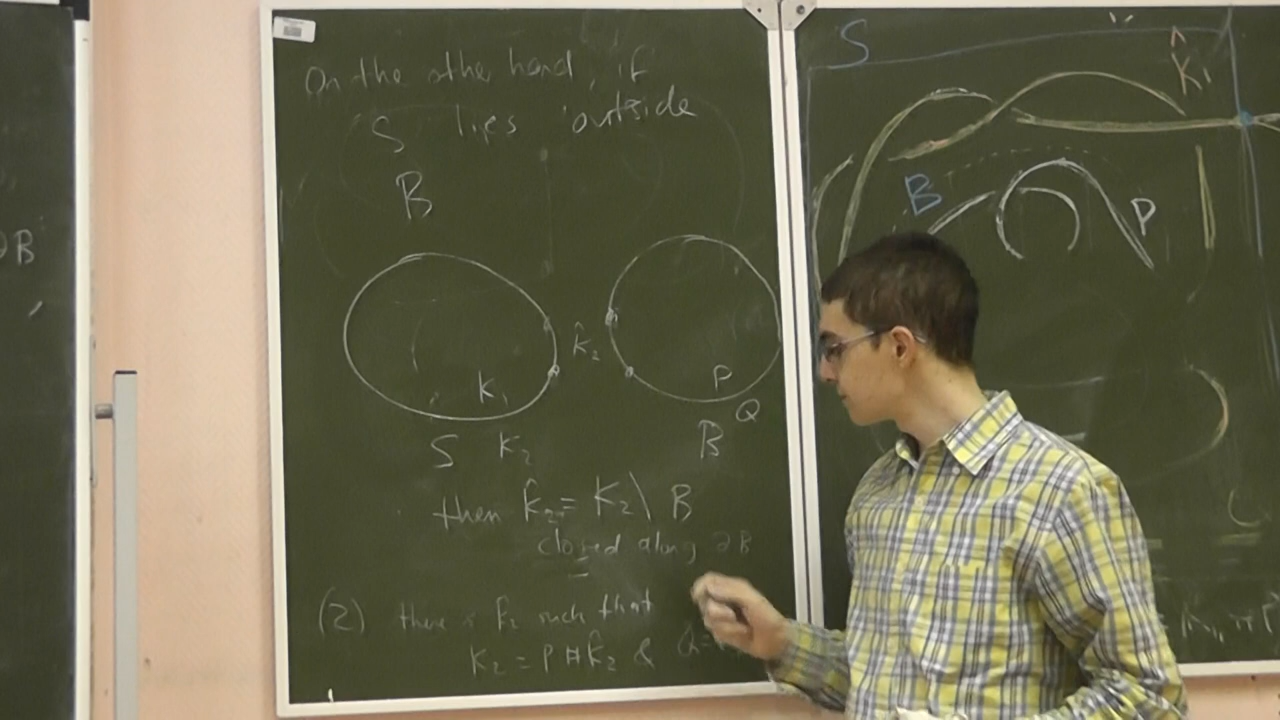 ∂B
On the other hand, if
S lies outside
B
K̂₂
K₁
P
Q
S K₂
B
then K̂₂ = K₂ \ B
closed along ∂B
(2) there is K̂₂ such that
K₂ = P # K̂₂ &
S
K₁
B
P